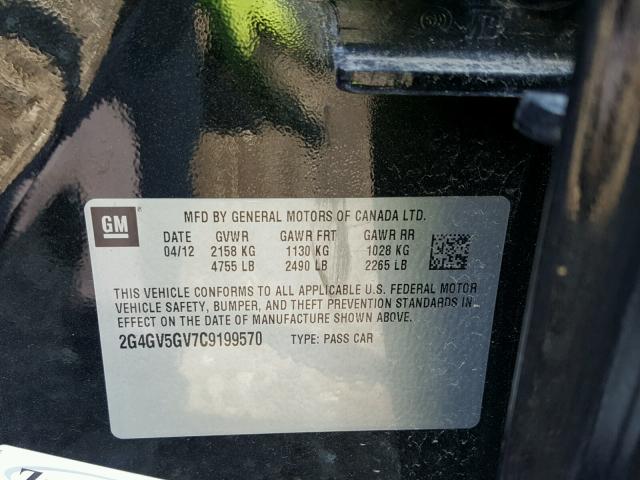 GM
MFD BY GENERAL MOTORS OF CANADA LTD.
DATE GVWR GAWR FRT GAWR RR
04/12 2158 KG 1130 KG 1028 KG
4755 LB 2490 LB 2265 LB
THIS VEHICLE CONFORMS TO ALL APPLICABLE U.S. FEDERAL MOTOR
VEHICLE SAFETY, BUMPER, AND THEFT PREVENTION STANDARDS IN
EFFECT ON THE DATE OF MANUFACTURE SHOWN ABOVE.
2G4GV5GV7C9199570 TYPE: PASS CAR